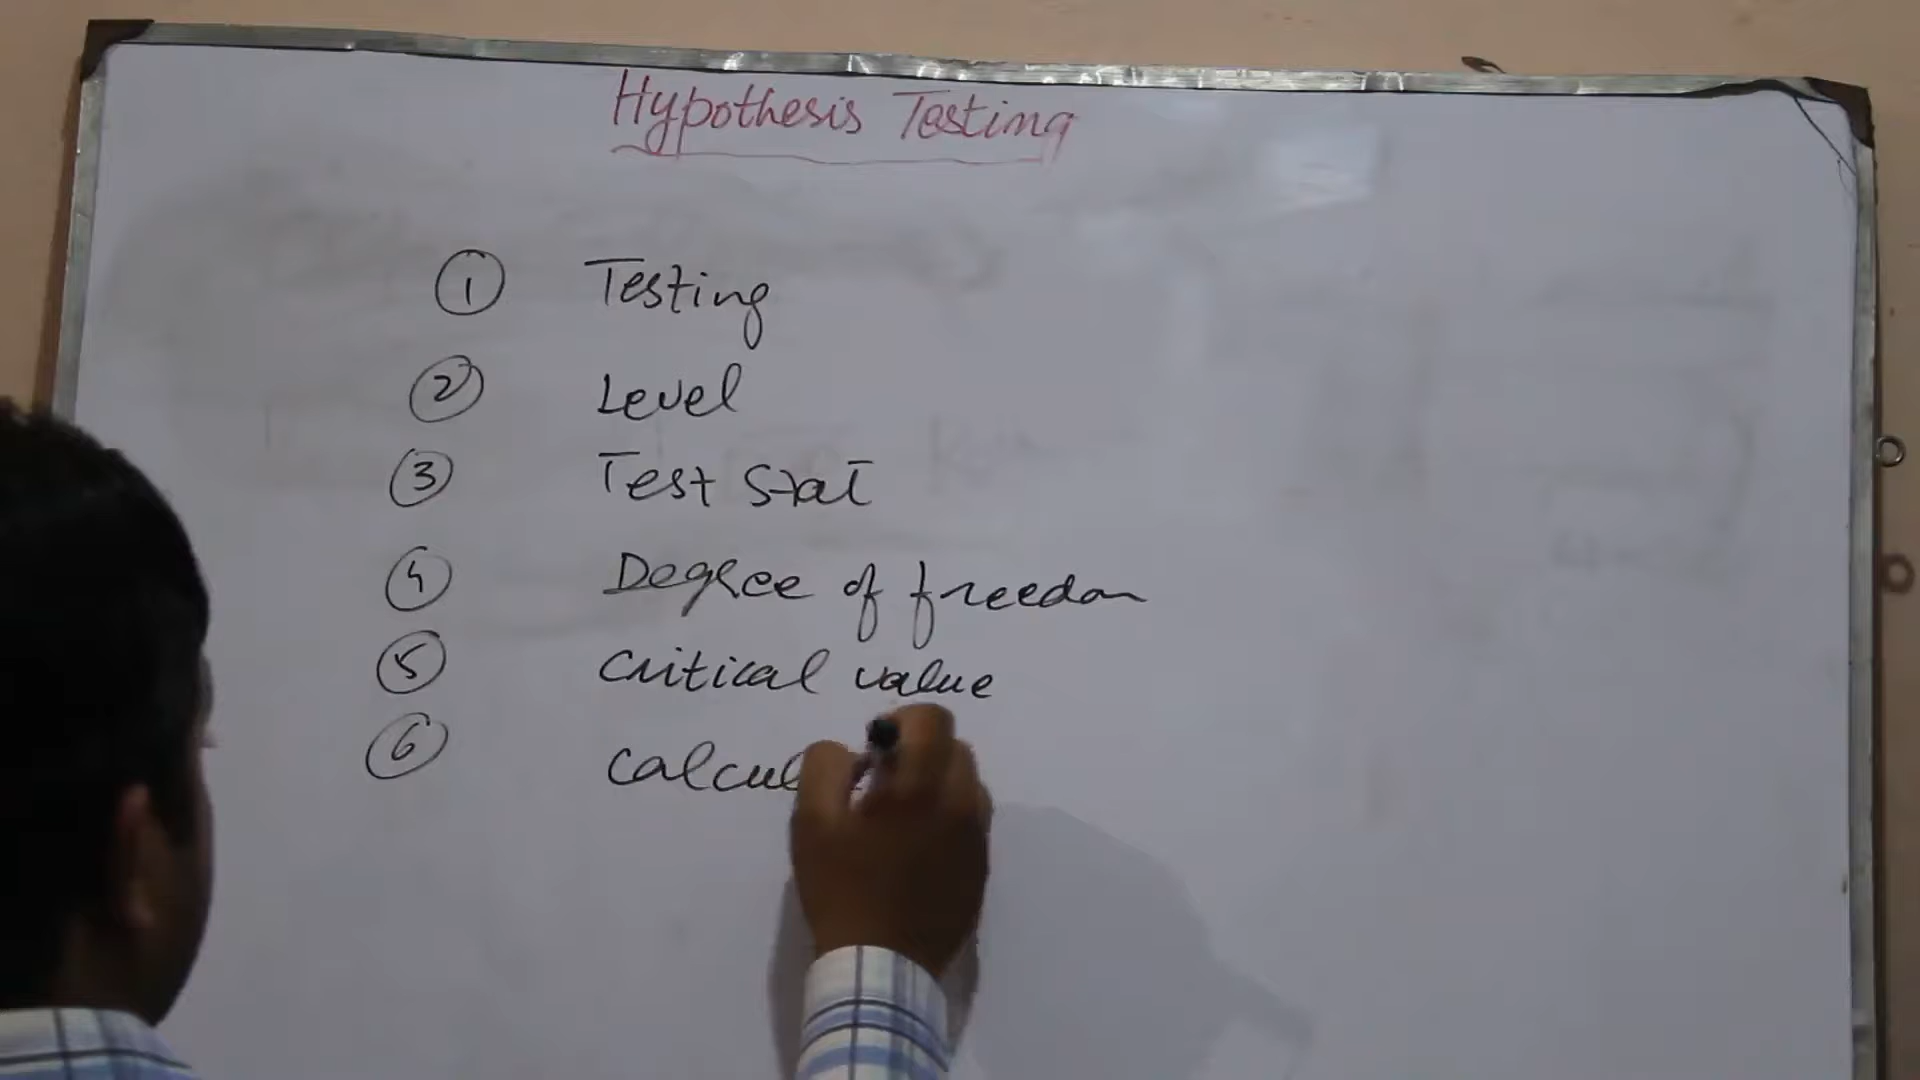 Hypothesis Testing
① Testing
② Level
③ Test Stat
④ Degree of freedom
⑤ Critical value
⑥ Calcul